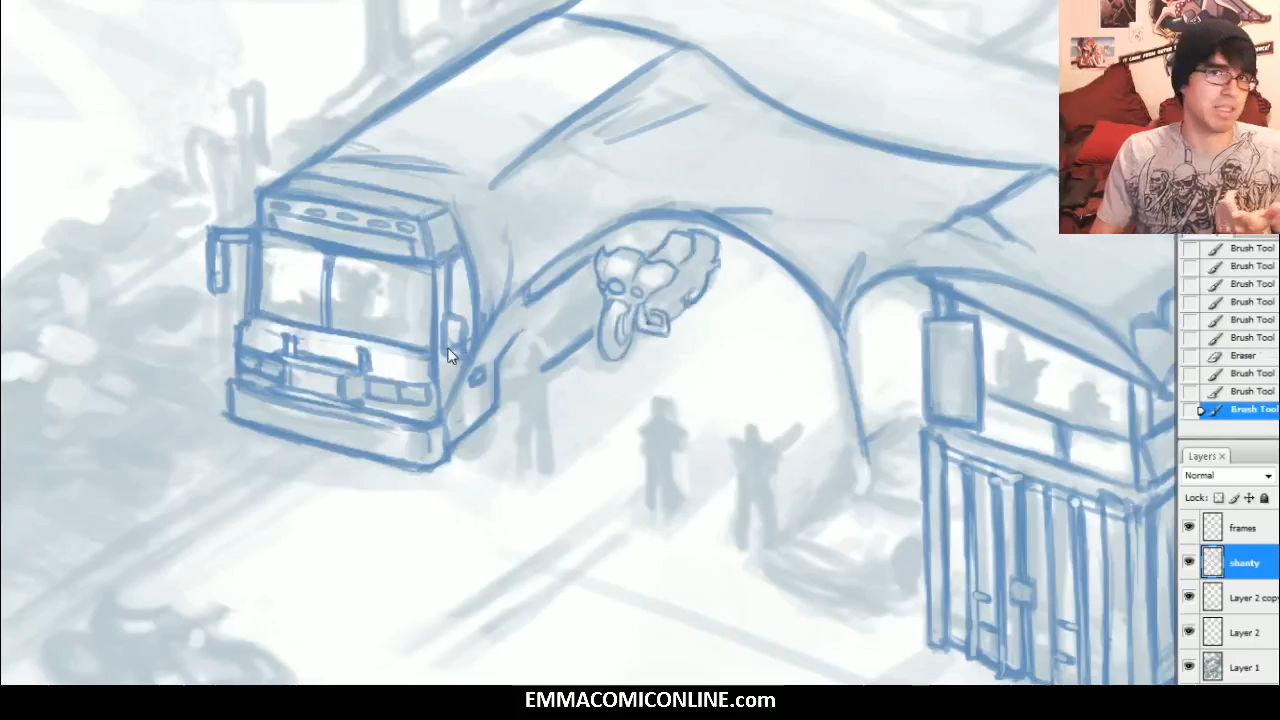 Brush Tool
Brush Tool
Brush Tool
Brush Tool
Brush Tool
Brush Tool
Eraser
Brush Tool
Brush Tool
Brush Tool
Layers
Normal
Lock:
frames
shanty
Layer 2 cop
Layer 2
Layer 1
EMMACOMICONLINE.com